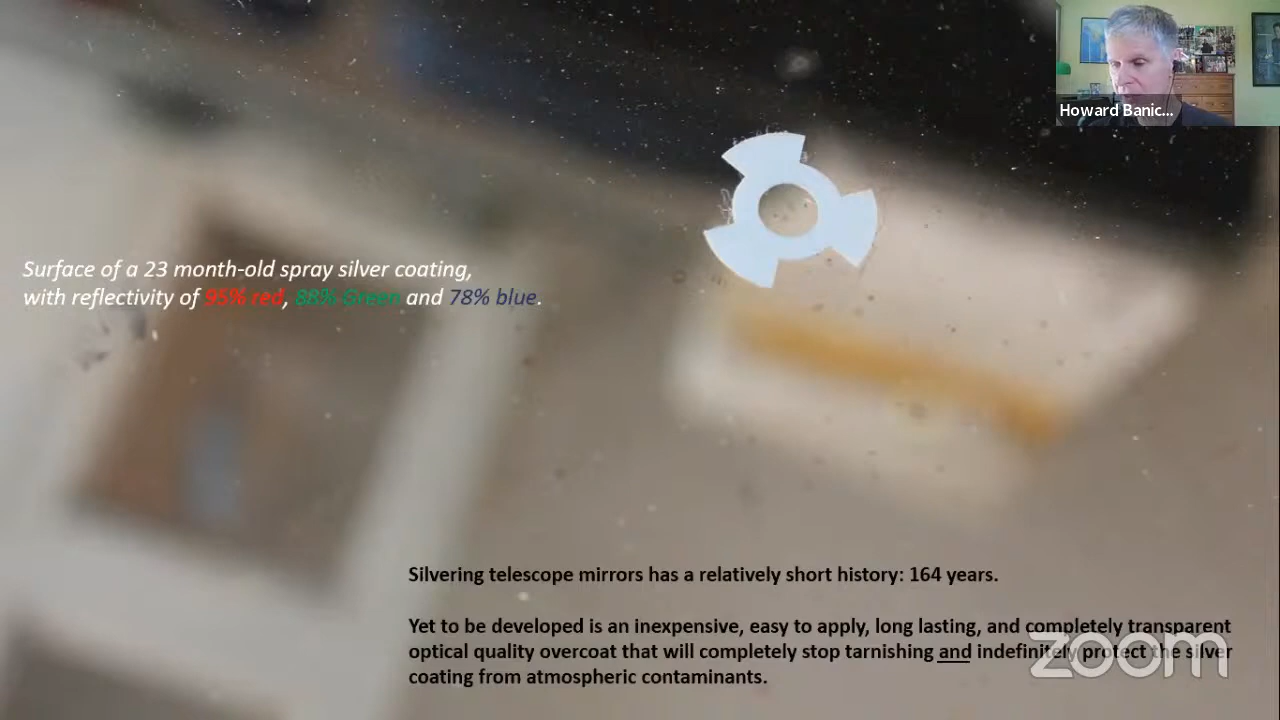 Howard Banic...
Surface of a 23 month-old spray silver coating,
with reflectivity of 95% red, 88% Green and 78% blue.
Silvering telescope mirrors has a relatively short history: 164 years.
Yet to be developed is an inexpensive, easy to apply, long lasting, and completely transparent
optical quality overcoat that will completely stop tarnishing and indefinitely protect the silver
coating from atmospheric contaminants.
zoom